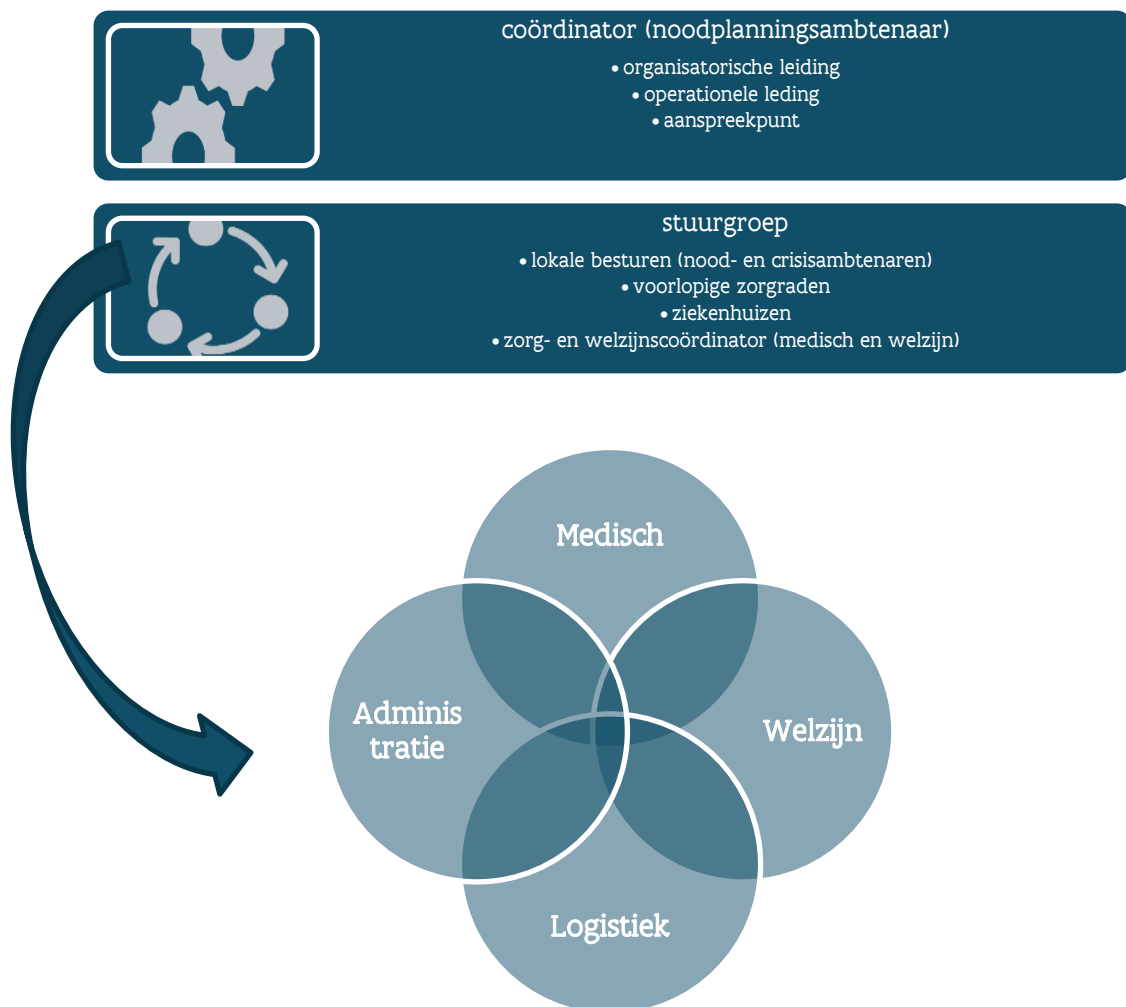 coördinator (noodplanningsambtenaar)
• organisatorische leiding
• operationele leding
• aanspreekpunt
stuurgroep
• lokale besturen (nood- en crisisambtenaren)
• voorlopige zorgraden
• ziekenhuizen
• zorg- en welzijnscoördinator (medisch en welzijn)
Medisch
Adminis
tratie
Welzijn
Logistiek